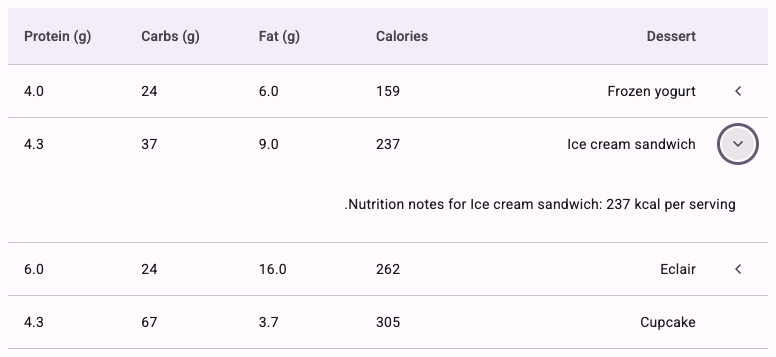 Protein (g) Carbs (g) Fat (g) Calories Dessert
4.0 24 6.0 159 Frozen yogurt
4.3 37 9.0 237 Ice cream sandwich
.Nutrition notes for Ice cream sandwich: 237 kcal per serving
6.0 24 16.0 262 Eclair
4.3 67 3.7 305 Cupcake